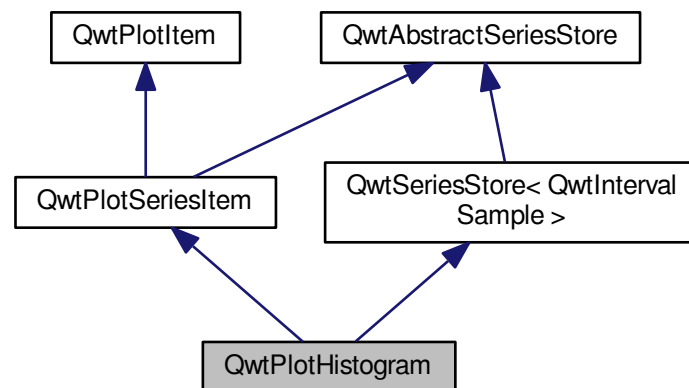 QwtPlotItem
QwtAbstractSeriesStore
QwtPlotSeriesItem
QwtSeriesStore< QwtInterval
Sample >
QwtPlotHistogram